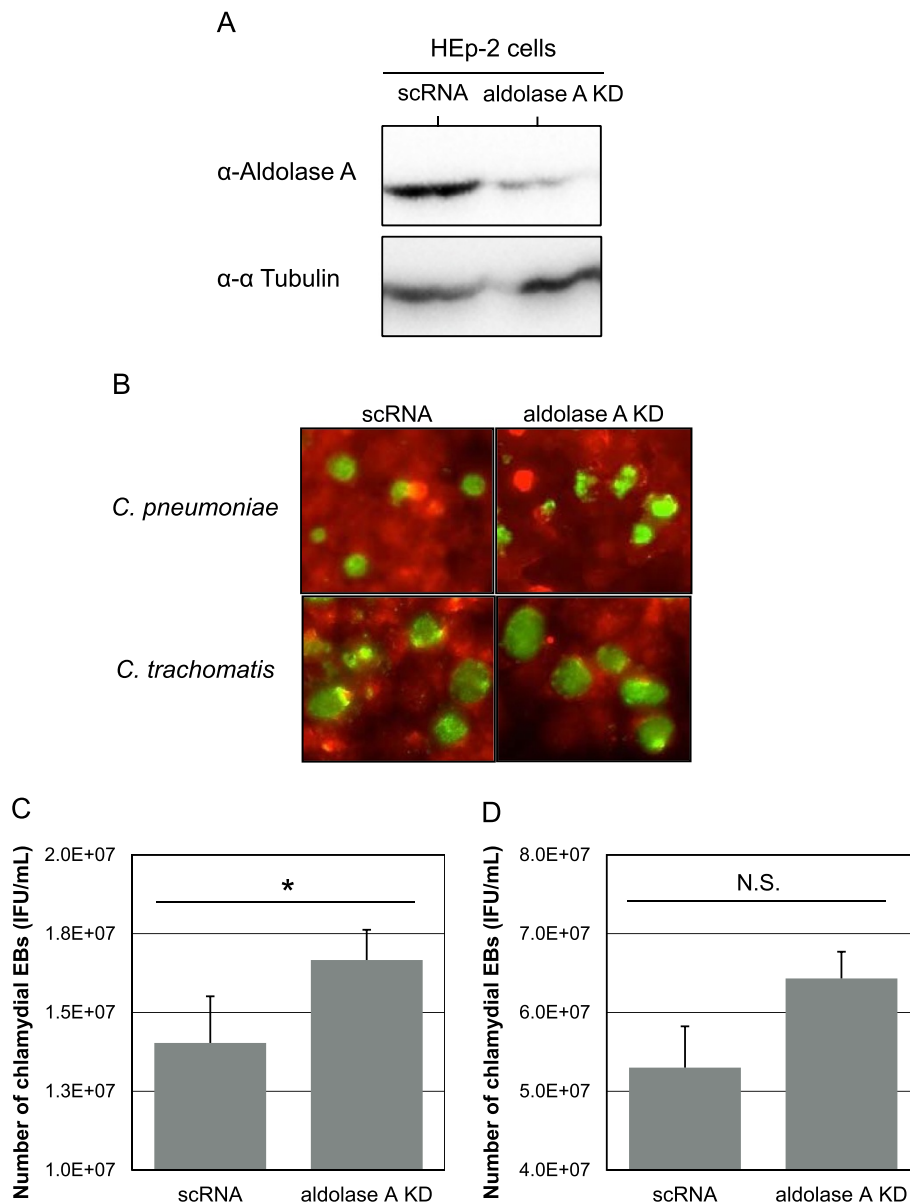 A
HEp-2 cells
scRNA aldolase A KD
α-Aldolase A
α-α Tubulin
B
scRNA aldolase A KD
C. pneumoniae
C. trachomatis
C
Number of chlamydial EBs (IFU/mL)
2.0E+07
1.8E+07
1.5E+07
1.3E+07
1.0E+07
*
scRNA aldolase A KD
D
Number of chlamydial EBs (IFU/mL)
8.0E+07
7.0E+07
6.0E+07
5.0E+07
4.0E+07
N.S.
scRNA aldolase A KD